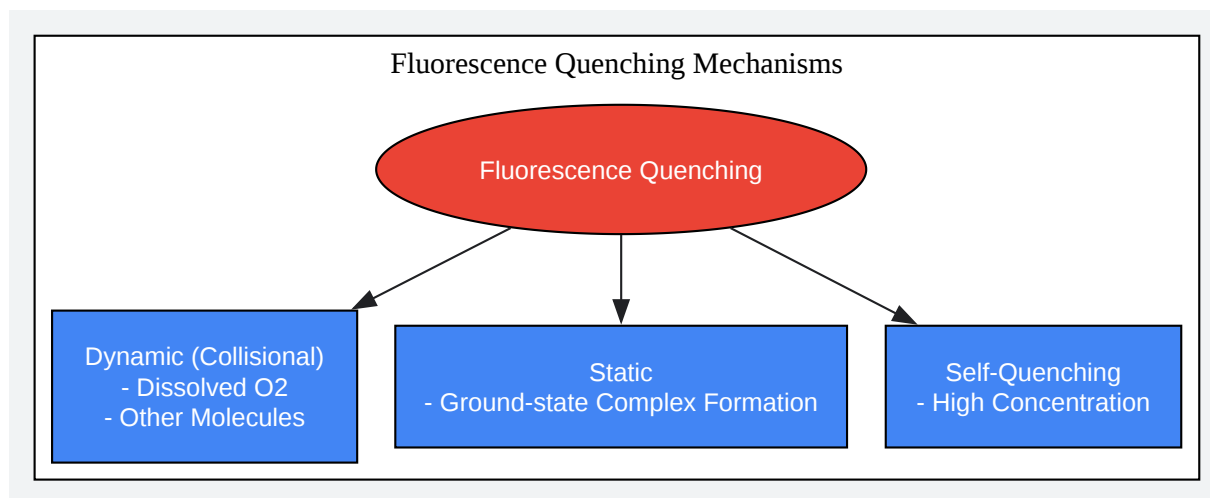 Fluorescence Quenching Mechanisms
Fluorescence Quenching
Dynamic (Collisional)
- Dissolved O2
- Other Molecules
Static
- Ground-state Complex Formation
Self-Quenching
- High Concentration